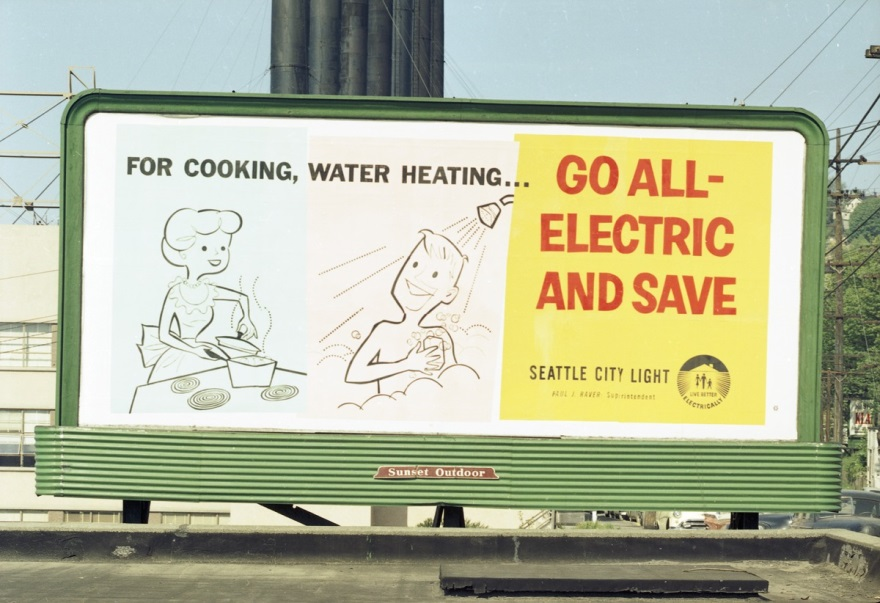 FOR COOKING, WATER HEATING...
GO ALL-
ELECTRIC
AND SAVE
SEATTLE CITY LIGHT
PAUL J. RAVER Superintendent
LIVE BETTER
ELECTRICALLY
Sunset Outdoor